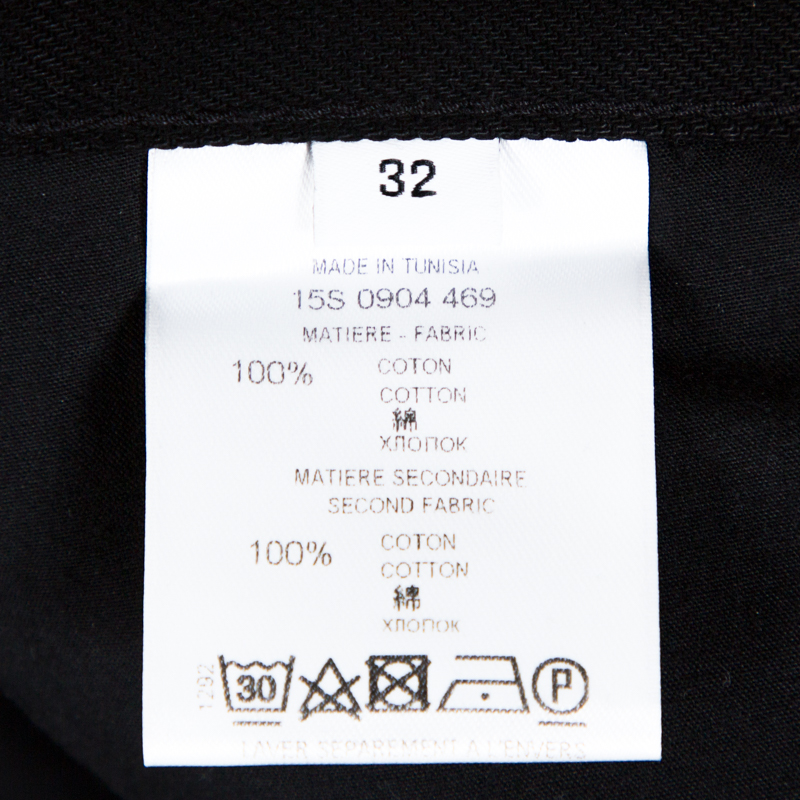 32
MADE IN TUNISIA
15S 0904 469
MATIERE - FABRIC
100% COTON
COTTON
綿
ХЛОПОК
MATIERE SECONDAIRE
SECOND FABRIC
100% COTON
COTTON
綿
ХЛОПОК
1292
30 P
LAVER SEPAREMENT A L'ENVERS